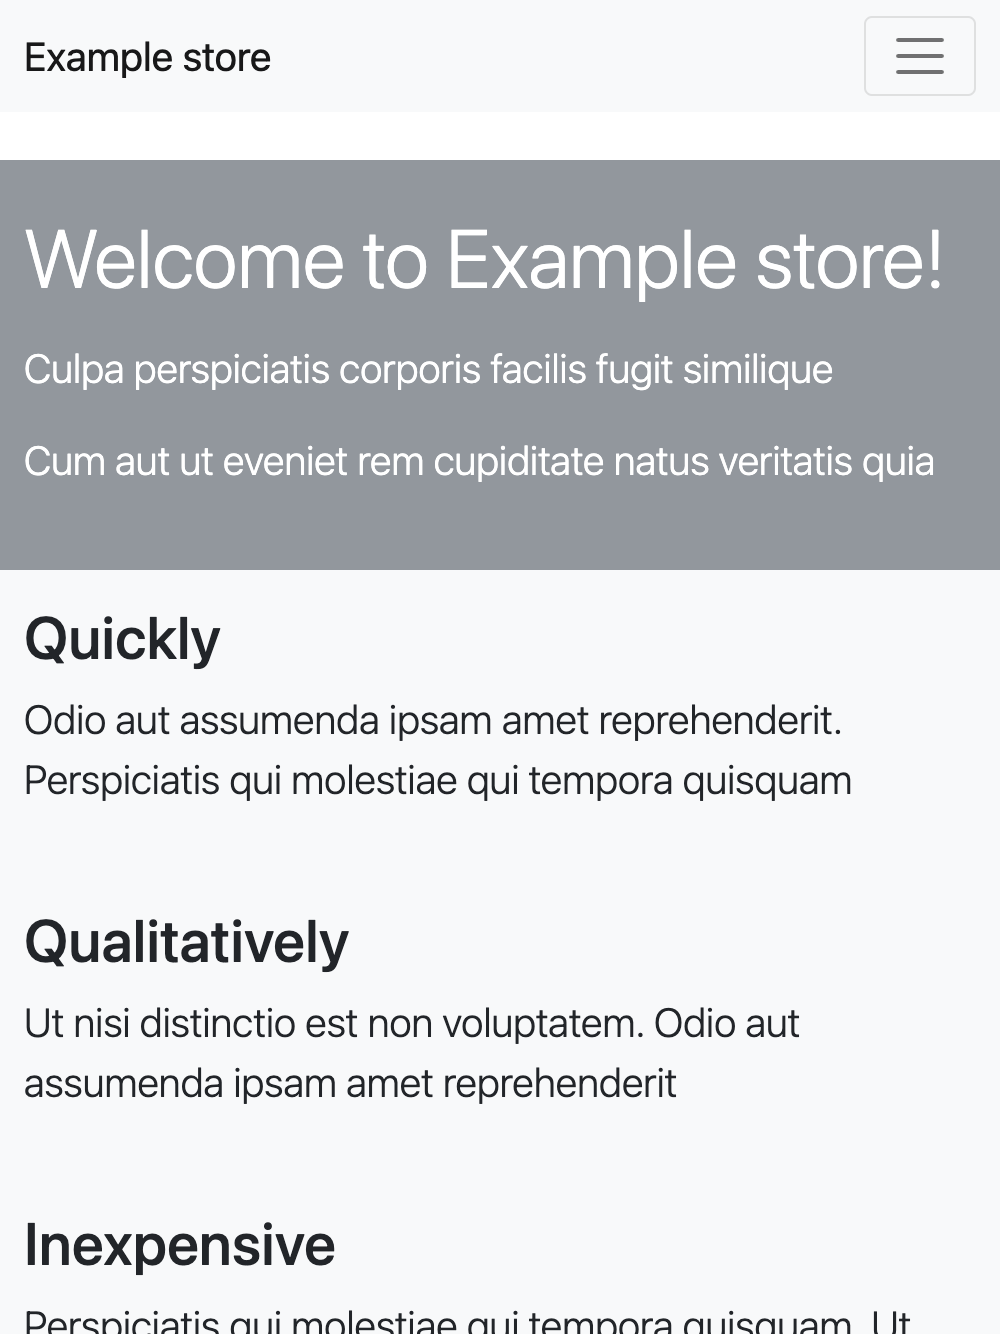 Example store
Welcome to Example store!
Culpa perspiciatis corporis facilis fugit similique
Cum aut ut eveniet rem cupiditate natus veritatis quia
Quickly
Odio aut assumenda ipsam amet reprehenderit.
Perspiciatis qui molestiae qui tempora quisquam
Qualitatively
Ut nisi distinctio est non voluptatem. Odio aut
assumenda ipsam amet reprehenderit
Inexpensive
Perspiciatis qui molestiae qui tempora quisquam. Ut